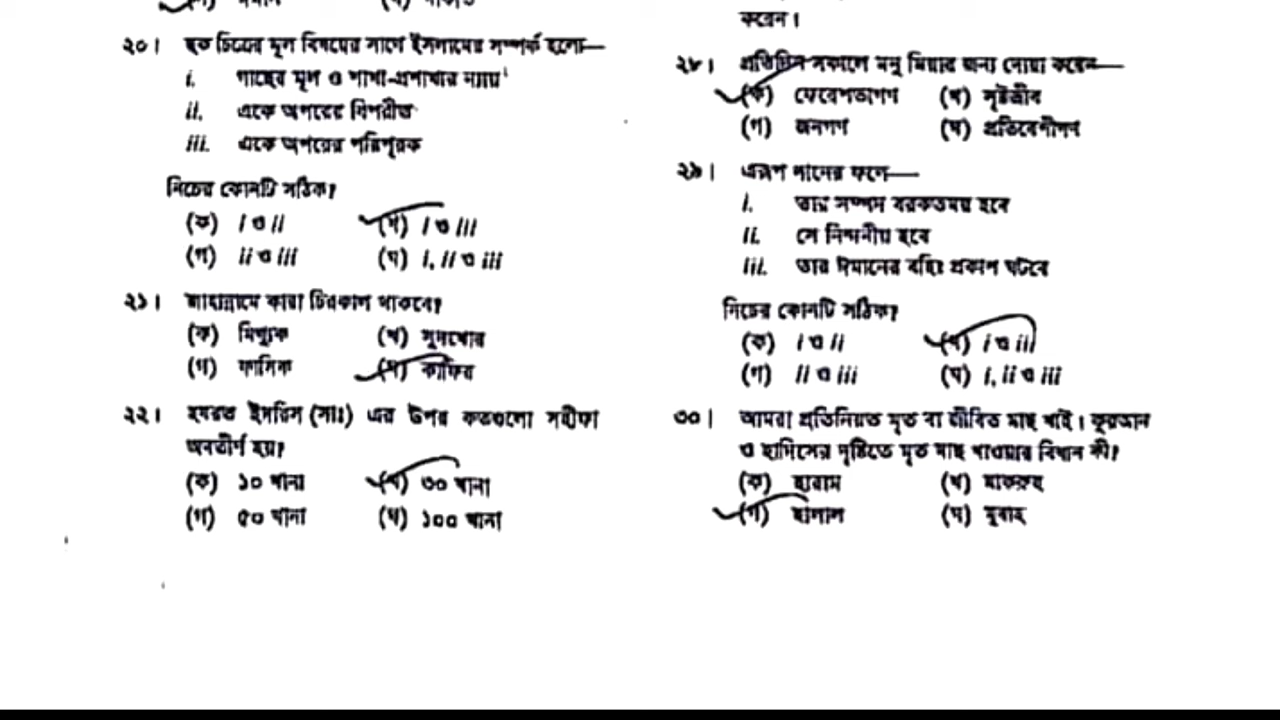 করেন।
২০। ছত চিত্রের মূল বিষয়ের সাথে ইসলামের সম্পর্ক হলো—
i. গাছের মূল ও শাখা-প্রশাখার ন্যায়
ii. একে অপরের বিপরীত
iii. একে অপরের পরিপূরক
নিচের কোনটি সঠিক?
(ক) i ও ii (খ) i ও iii
(গ) ii ও iii (ঘ) i, ii ও iii
২১। জাহান্নামে কারা চিরকাল থাকবে?
(ক) মিথ্যুক (খ) সুদখোর
(গ) ফাসিক (ঘ) কাফির
২২। হযরত ইদরিস (সাঃ) এর উপর কতগুলো সহীফা
অবতীর্ণ হয়?
(ক) ১০ খানা (খ) ৩০ খানা
(গ) ৫০ খানা (ঘ) ১০০ খানা
২৮। প্রতিদিন সকালে মনু মিয়ার জন্য দোয়া করেন—
(ক) ফেরেশতাগণ (খ) সৃষ্টজীব
(গ) জনগণ (ঘ) প্রতিবেশীগণ
২৯। এরূপ দানের ফলে—
i. তার সম্পদ বরকতময় হবে
ii. সে নিন্দনীয় হবে
iii. তার ঈমানের বহিঃ প্রকাশ ঘটবে
নিচের কোনটি সঠিক?
(ক) i ও ii (খ) i ও iii
(গ) ii ও iii (ঘ) i, ii ও iii
৩০। আমরা প্রতিনিয়ত মৃত বা জীবিত মাছ খাই। কুরআন
ও হাদিসের দৃষ্টিতে মৃত মাছ খাওয়ার বিধান কী?
(ক) হারাম (খ) মাকরুহ
(গ) হালাল (ঘ) মুবাহ